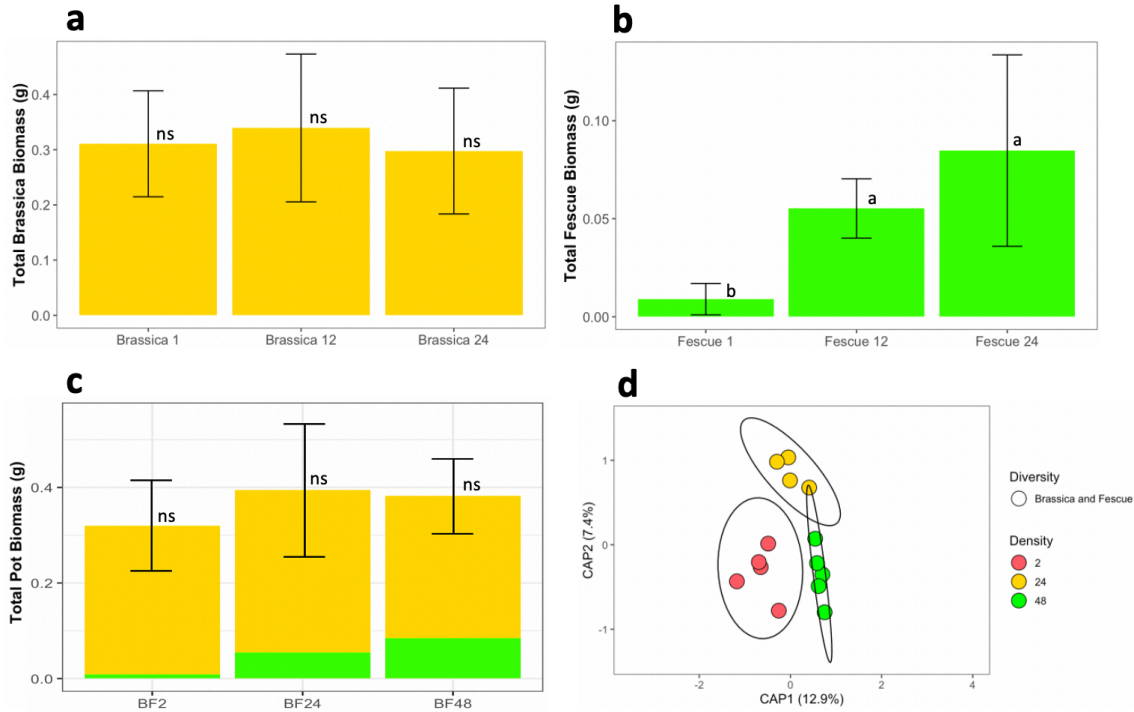 a
Total Brassica Biomass (g)
0.4
0.3
0.2
0.1
0.0
ns
ns
ns
Brassica 1
Brassica 12
Brassica 24
b
Total Fescue Biomass (g)
0.10
0.05
0.00
b
a
a
Fescue 1
Fescue 12
Fescue 24
c
Total Pot Biomass (g)
0.4
0.2
0.0
ns
ns
ns
BF2
BF24
BF48
d
CAP2 (7.4%)
1
0
-1
-2
0
2
4
CAP1 (12.9%)
Diversity
Brassica and Fescue
Density
2
24
48